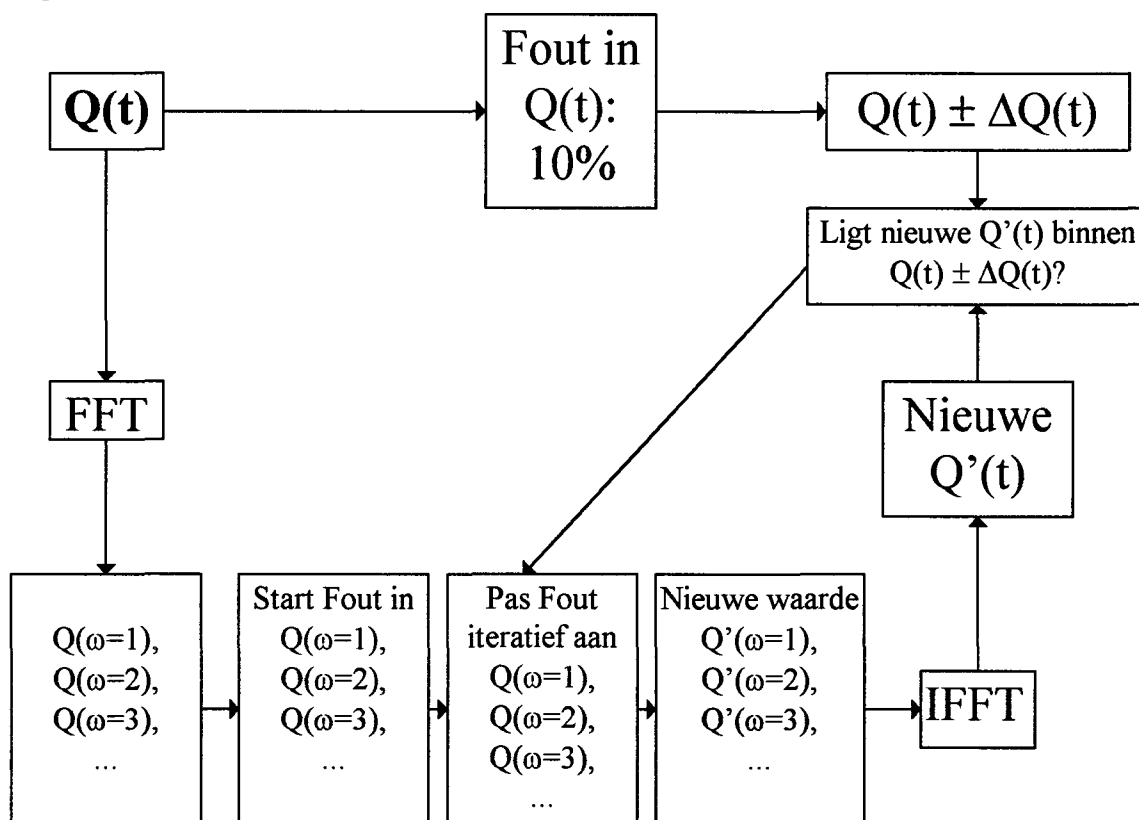 Fout in
Q(t):
10%
Q(t)
Q(t) ± ΔQ(t)
Ligt nieuwe Q’(t) binnen
Q(t) ± ΔQ(t)?
FFT
Nieuwe
Q’(t)
Q(ω=1),
Q(ω=2),
Q(ω=3),
...
Start Fout in
Q(ω=1),
Q(ω=2),
Q(ω=3),
...
Pas Fout
iteratief aan
Q(ω=1),
Q(ω=2),
Q(ω=3),
...
Nieuwe waarde
Q’(ω=1),
Q’(ω=2),
Q’(ω=3),
...
IFFT